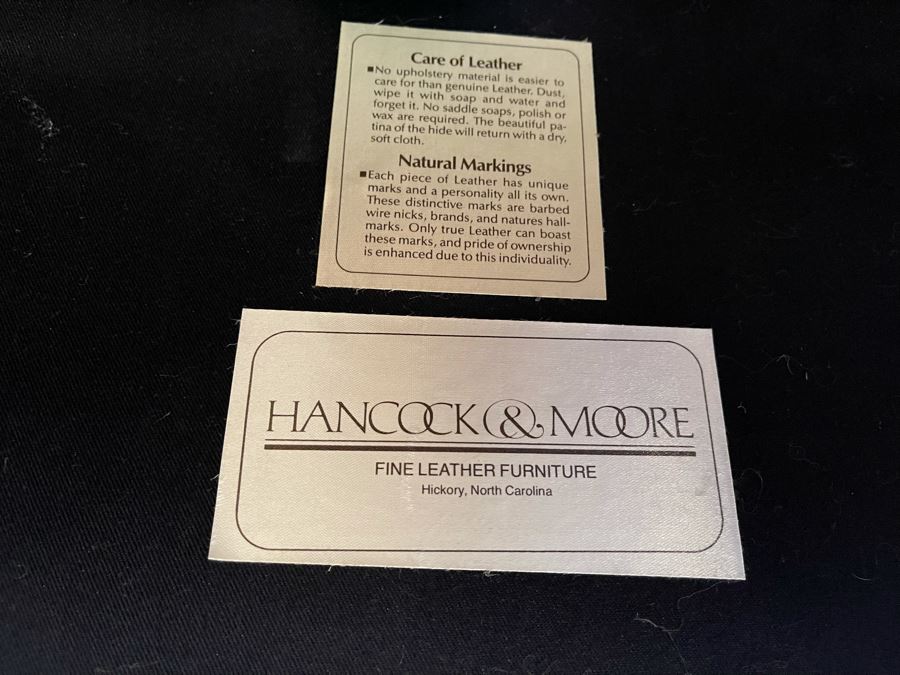 Care of Leather
■No upholstery material is easier to
care for than genuine Leather. Dust,
wipe it with soap and water and
forget it. No saddle soaps, polish or
wax are required. The beautiful pa-
tina of the hide will return with a dry,
soft cloth.
Natural Markings
■Each piece of Leather has unique
marks and a personality all its own.
These distinctive marks are barbed
wire nicks, brands, and natures hall-
marks. Only true Leather can boast
these marks, and pride of ownership
is enhanced due to this individuality.
HANCOCK & MOORE
FINE LEATHER FURNITURE
Hickory, North Carolina